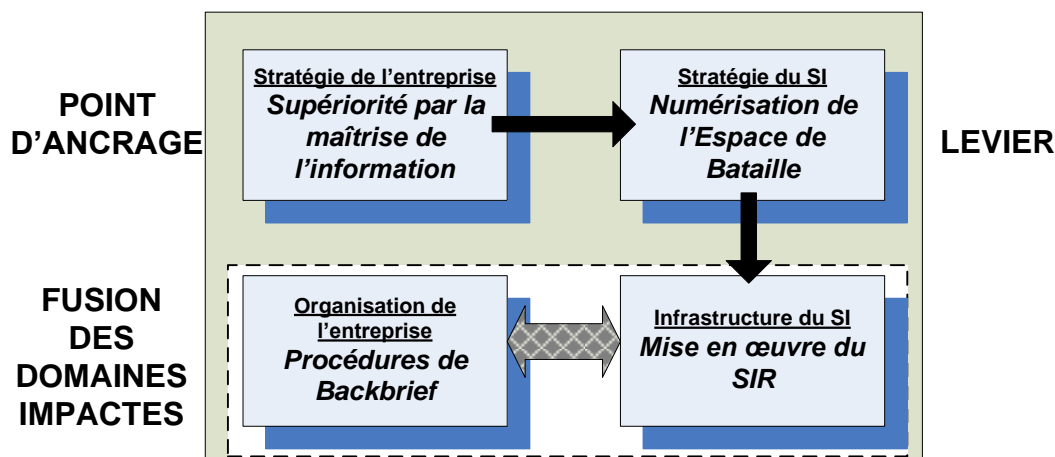 POINT
D'ANCRAGE
Stratégie de l'entreprise
Supériorité par la
maîtrise de
l'information
Stratégie du SI
Numérisation de
l'Espace de
Bataille
LEVIER
FUSION
DES
DOMAINES
IMPACTES
Organisation de
l'entreprise
Procédures de
Backbrief
Infrastructure du SI
Mise en œuvre du
SIR